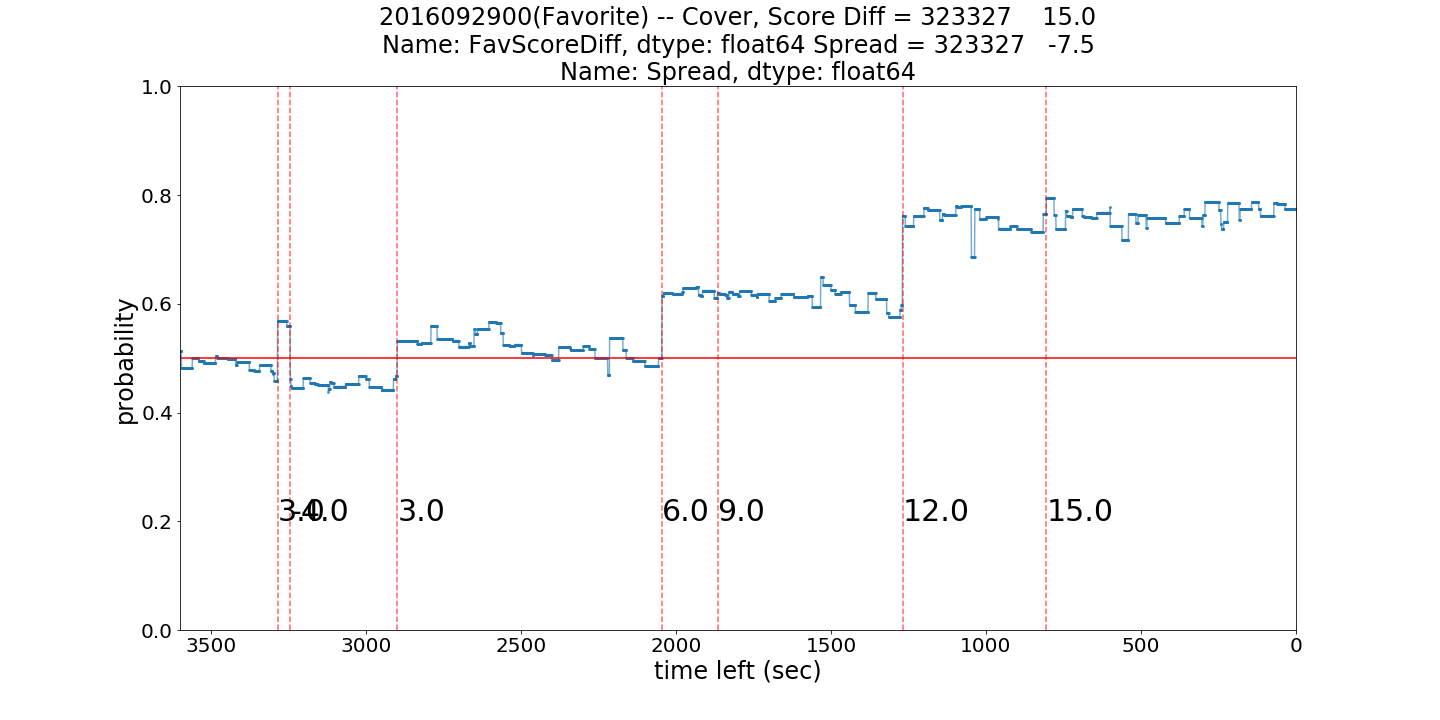 2016092900(Favorite) -- Cover, Score Diff = 323327    15.0
Name: FavScoreDiff, dtype: float64 Spread = 323327   -7.5
Name: Spread, dtype: float64
1.0
0.8
0.6
0.4
0.2
0.0
probability
3.0 -4.0 3.0 6.0 9.0 12.0 15.0
3500 3000 2500 2000 1500 1000 500 0
time left (sec)